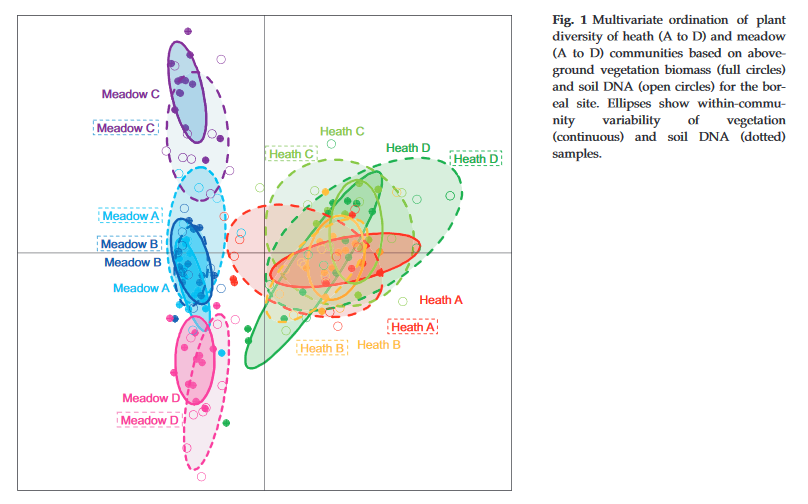 Fig. 1 Multivariate ordination of plant
diversity of heath (A to D) and meadow
(A to D) communities based on above-
ground vegetation biomass (full circles)
and soil DNA (open circles) for the bor-
eal site. Ellipses show within-commu-
nity variability of vegetation
(continuous) and soil DNA (dotted)
samples.
Meadow C
Meadow C
Heath C
Heath C
Heath D
Heath D
Meadow A
Meadow B
Meadow B
Meadow A
Heath A
Heath A
Heath B
Heath B
Meadow D
Meadow D